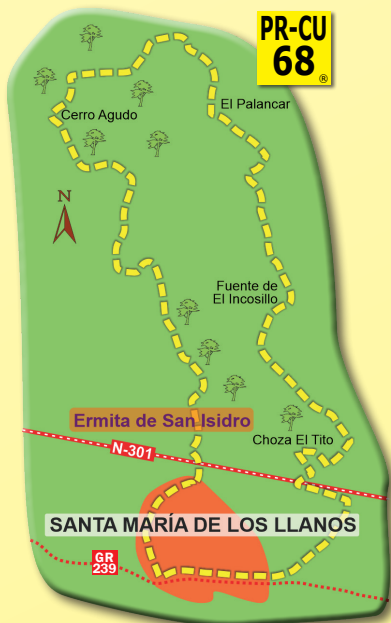 PR-CU
68
®
El Palancar
Cerro Agudo
N
Fuente de
El Incosillo
Ermita de San Isidro
Choza El Tito
N-301
SANTA MARÍA DE LOS LLANOS
GR
239